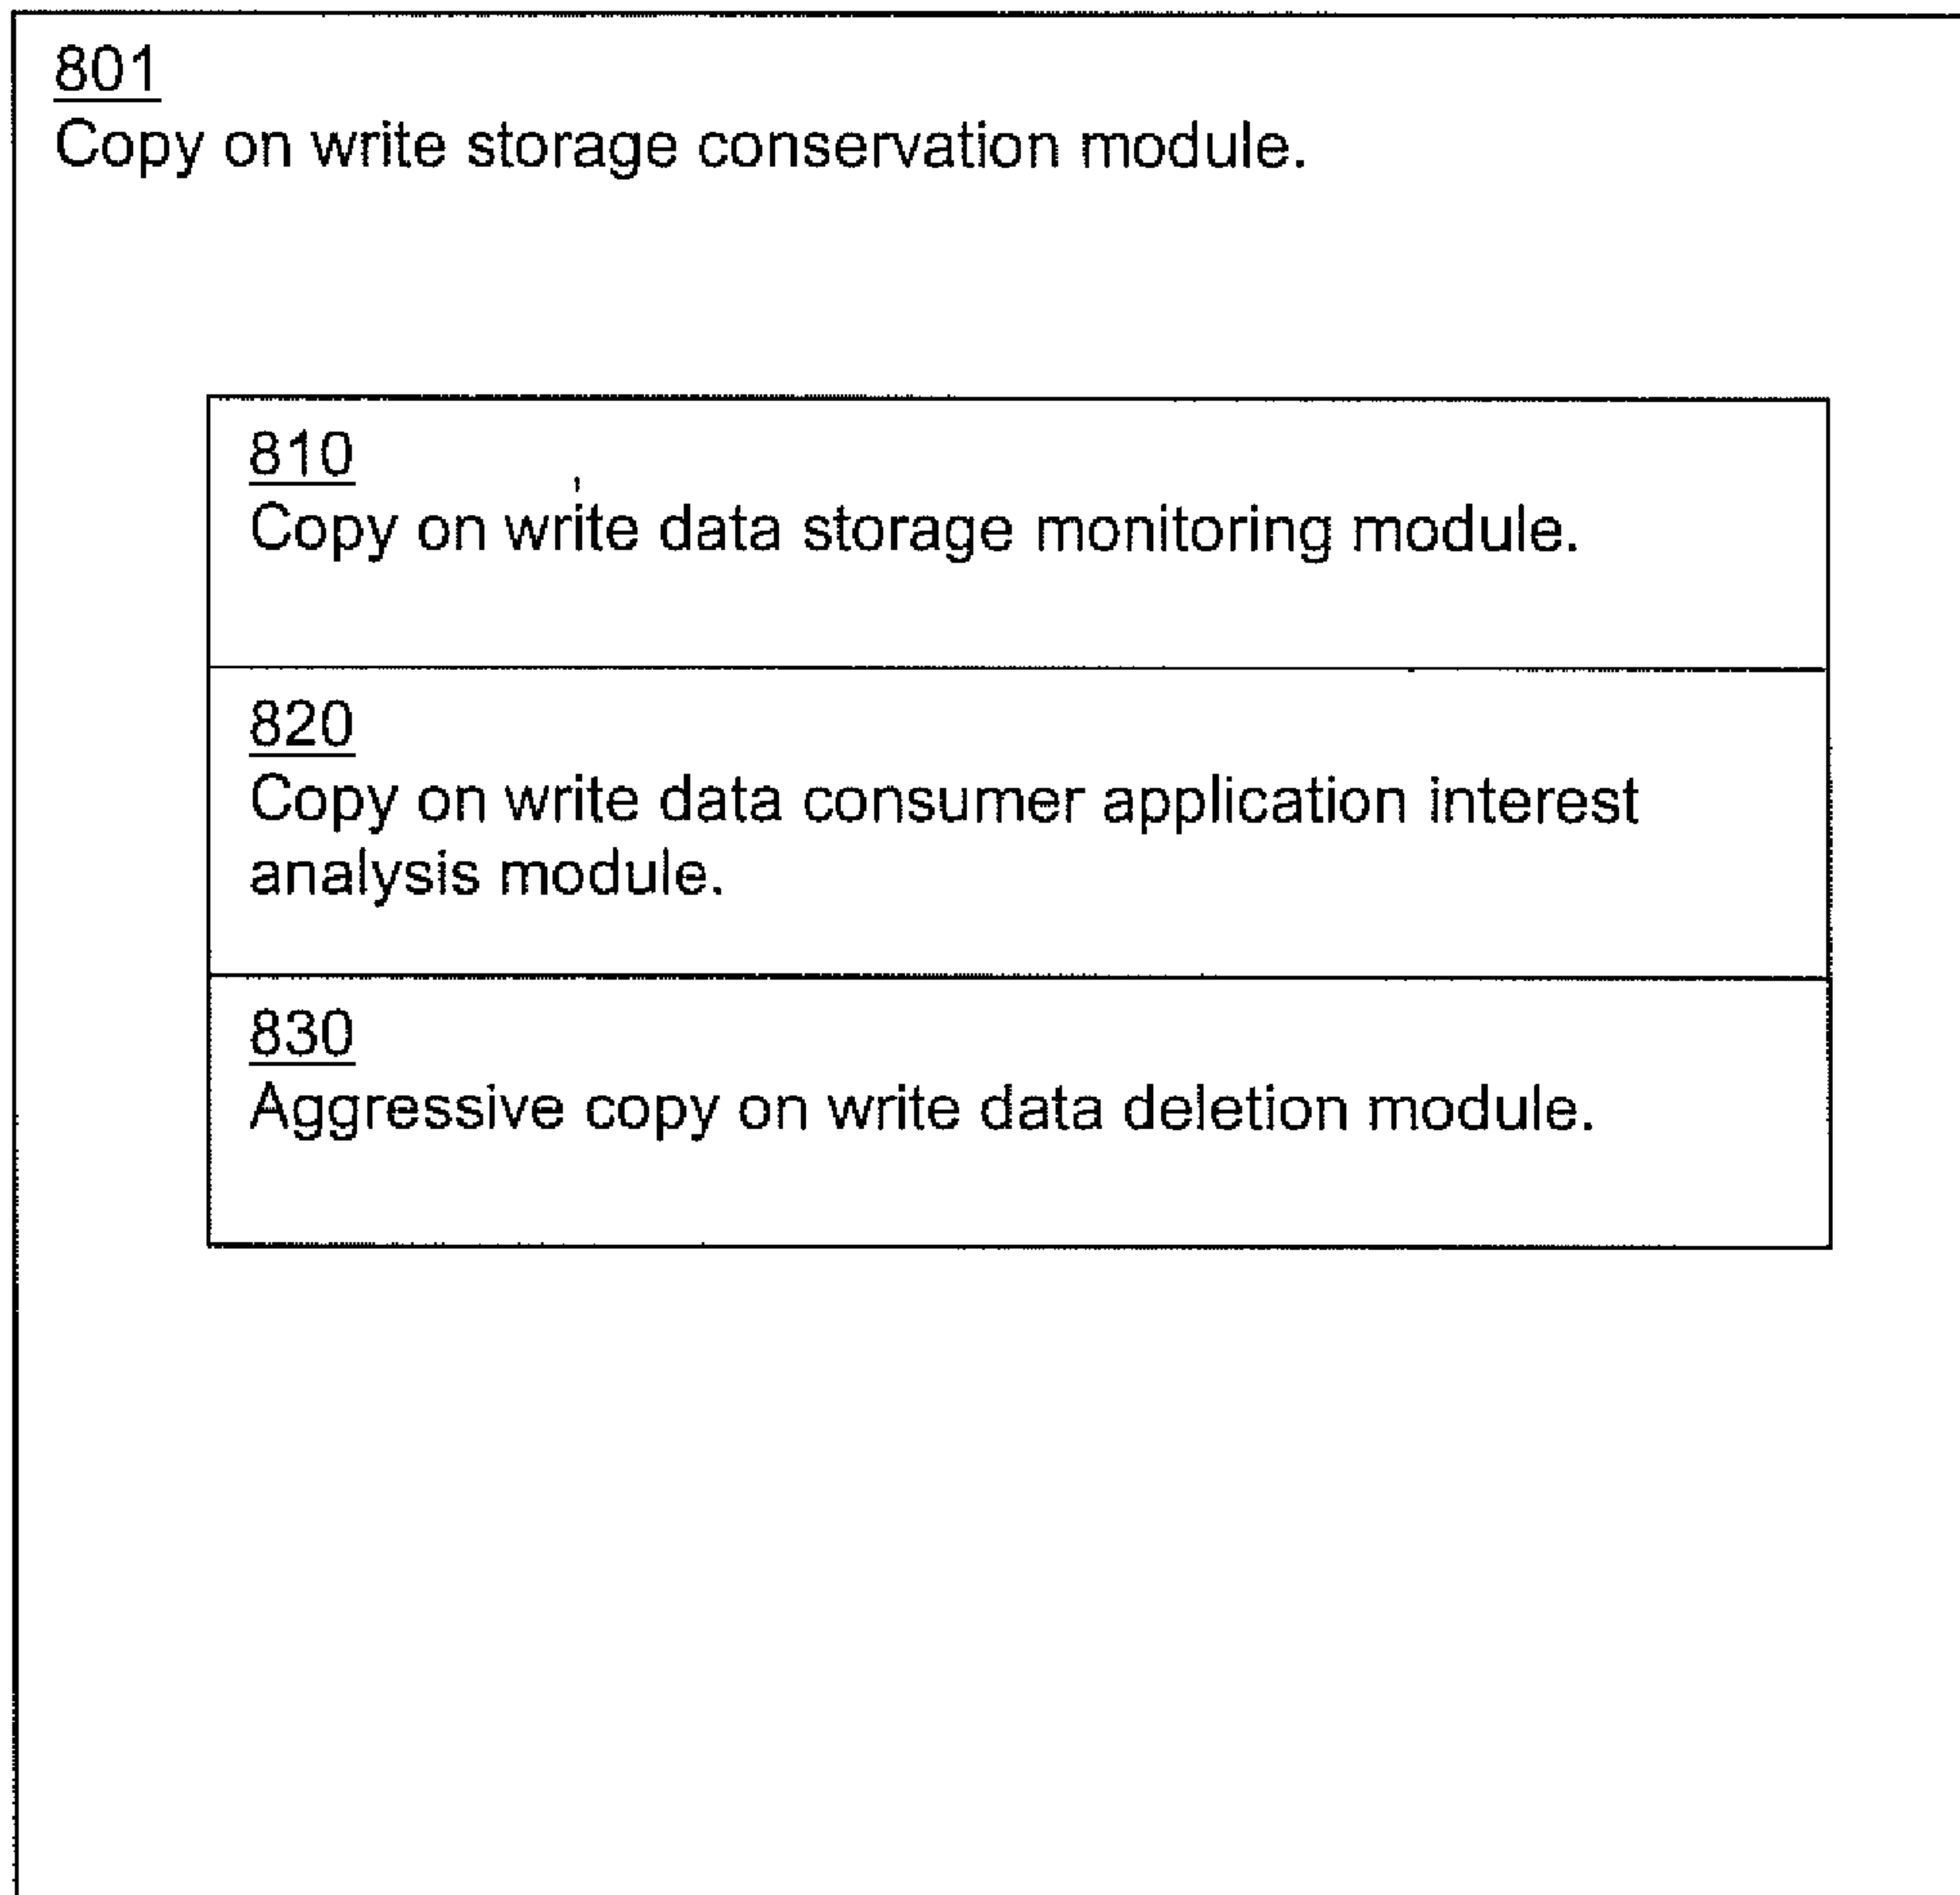 801
Copy on write storage conservation module.
810
Copy on write data storage monitoring module.
820
Copy on write data consumer application interest
analysis module.
830
Aggressive copy on write data deletion module.